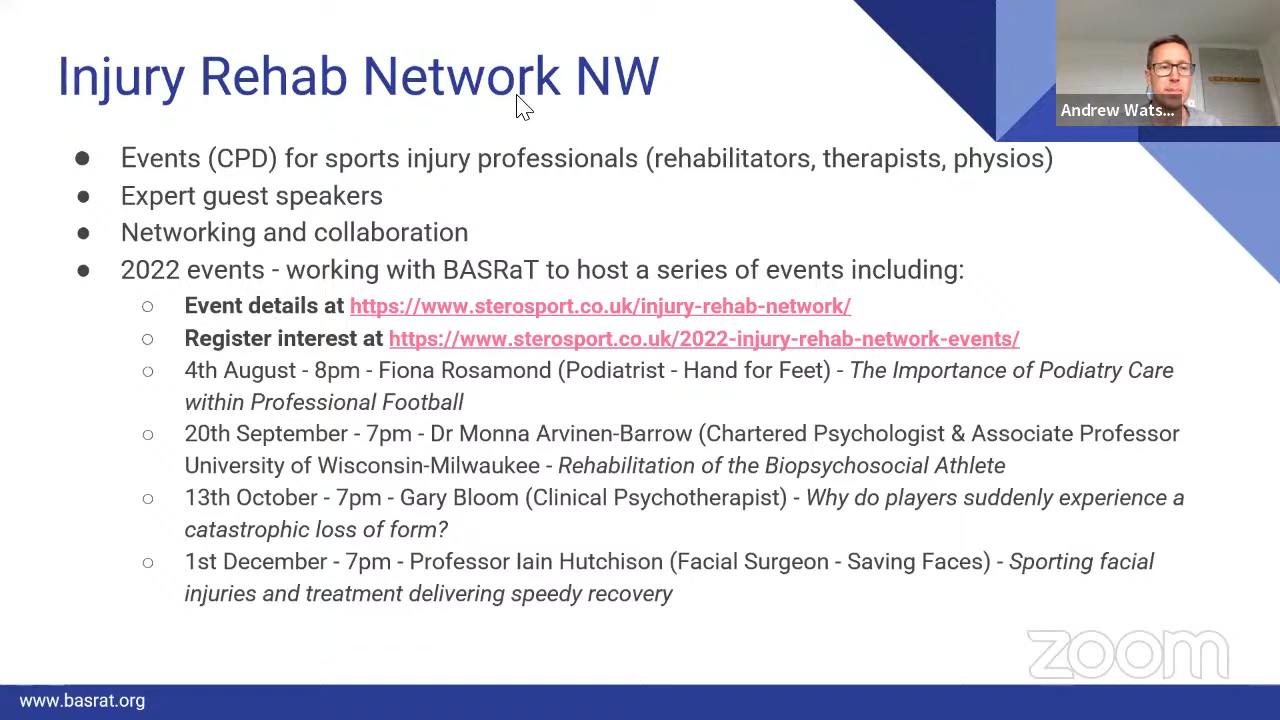 Injury Rehab Network NW
Andrew Wats...
● Events (CPD) for sports injury professionals (rehabilitators, therapists, physios)
● Expert guest speakers
● Networking and collaboration
● 2022 events - working with BASRaT to host a series of events including:
○ Event details at https://www.sterosport.co.uk/injury-rehab-network/
○ Register interest at https://www.sterosport.co.uk/2022-injury-rehab-network-events/
○ 4th August - 8pm - Fiona Rosamond (Podiatrist - Hand for Feet) - The Importance of Podiatry Care
within Professional Football
○ 20th September - 7pm - Dr Monna Arvinen-Barrow (Chartered Psychologist & Associate Professor
University of Wisconsin-Milwaukee - Rehabilitation of the Biopsychosocial Athlete
○ 13th October - 7pm - Gary Bloom (Clinical Psychotherapist) - Why do players suddenly experience a
catastrophic loss of form?
○ 1st December - 7pm - Professor Iain Hutchison (Facial Surgeon - Saving Faces) - Sporting facial
injuries and treatment delivering speedy recovery
zoom
www.basrat.org